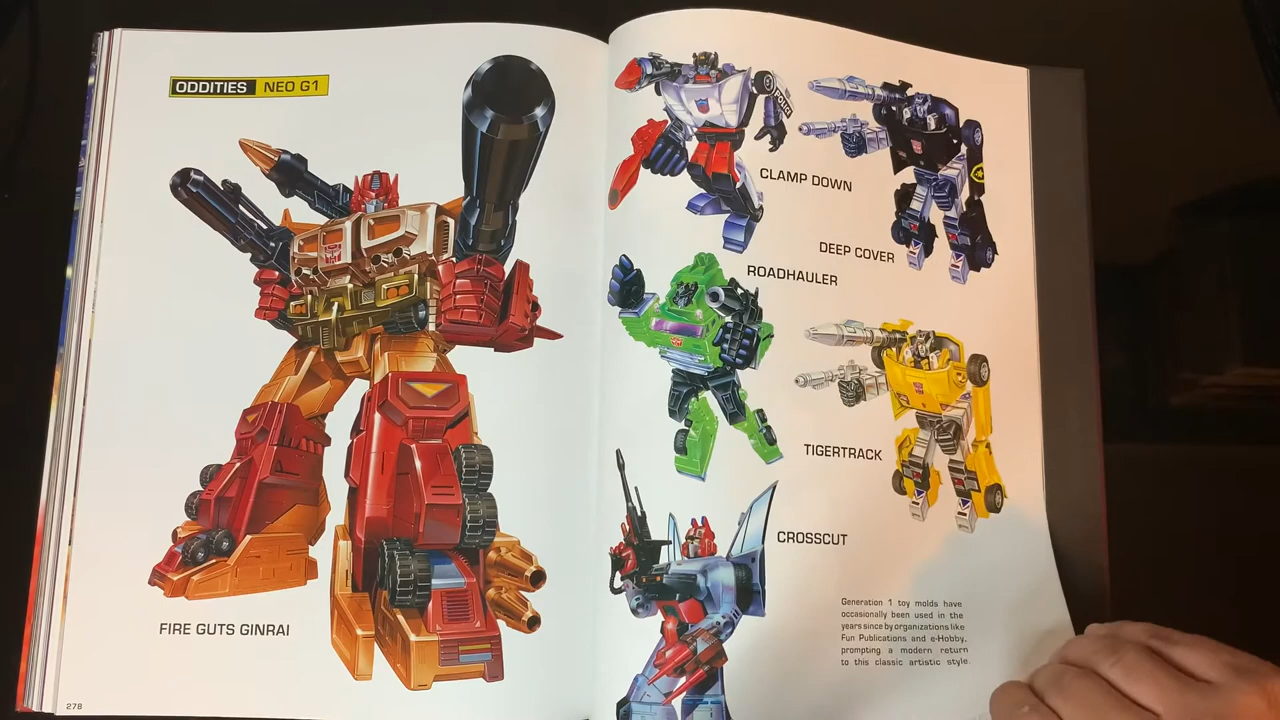 ODDITIES NEO G1
FIRE GUTS GINRAI
278
POLICE
CLAMP DOWN
DEEP COVER
ROADHAULER
TIGERTRACK
CROSSCUT
Generation 1 toy molds have
occasionally been used in the
years since by organizations like
Fun Publications and e-Hobby,
prompting a modern return
to this classic artistic style.